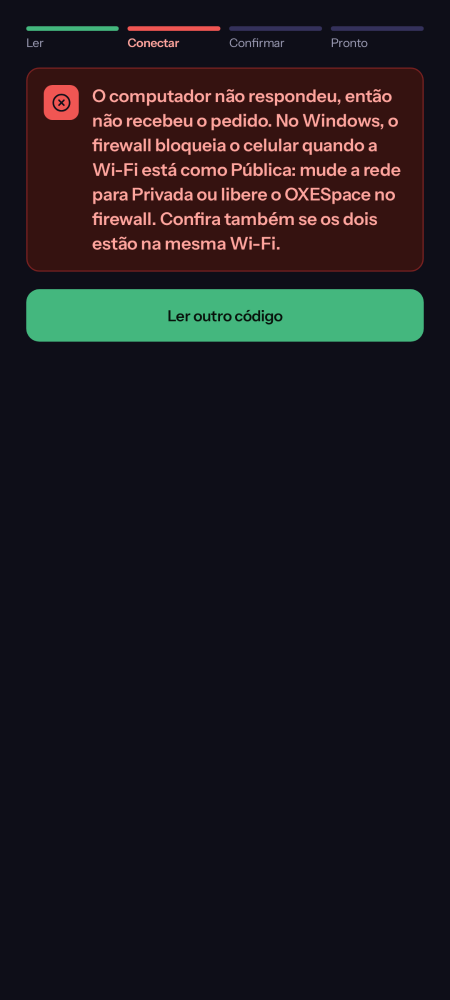 Ler
Conectar
Confirmar
Pronto
O computador não respondeu, então
não recebeu o pedido. No Windows, o
firewall bloqueia o celular quando a
Wi-Fi está como Pública: mude a rede
para Privada ou libere o OXESpace no
firewall. Confira também se os dois
estão na mesma Wi-Fi.
Ler outro código